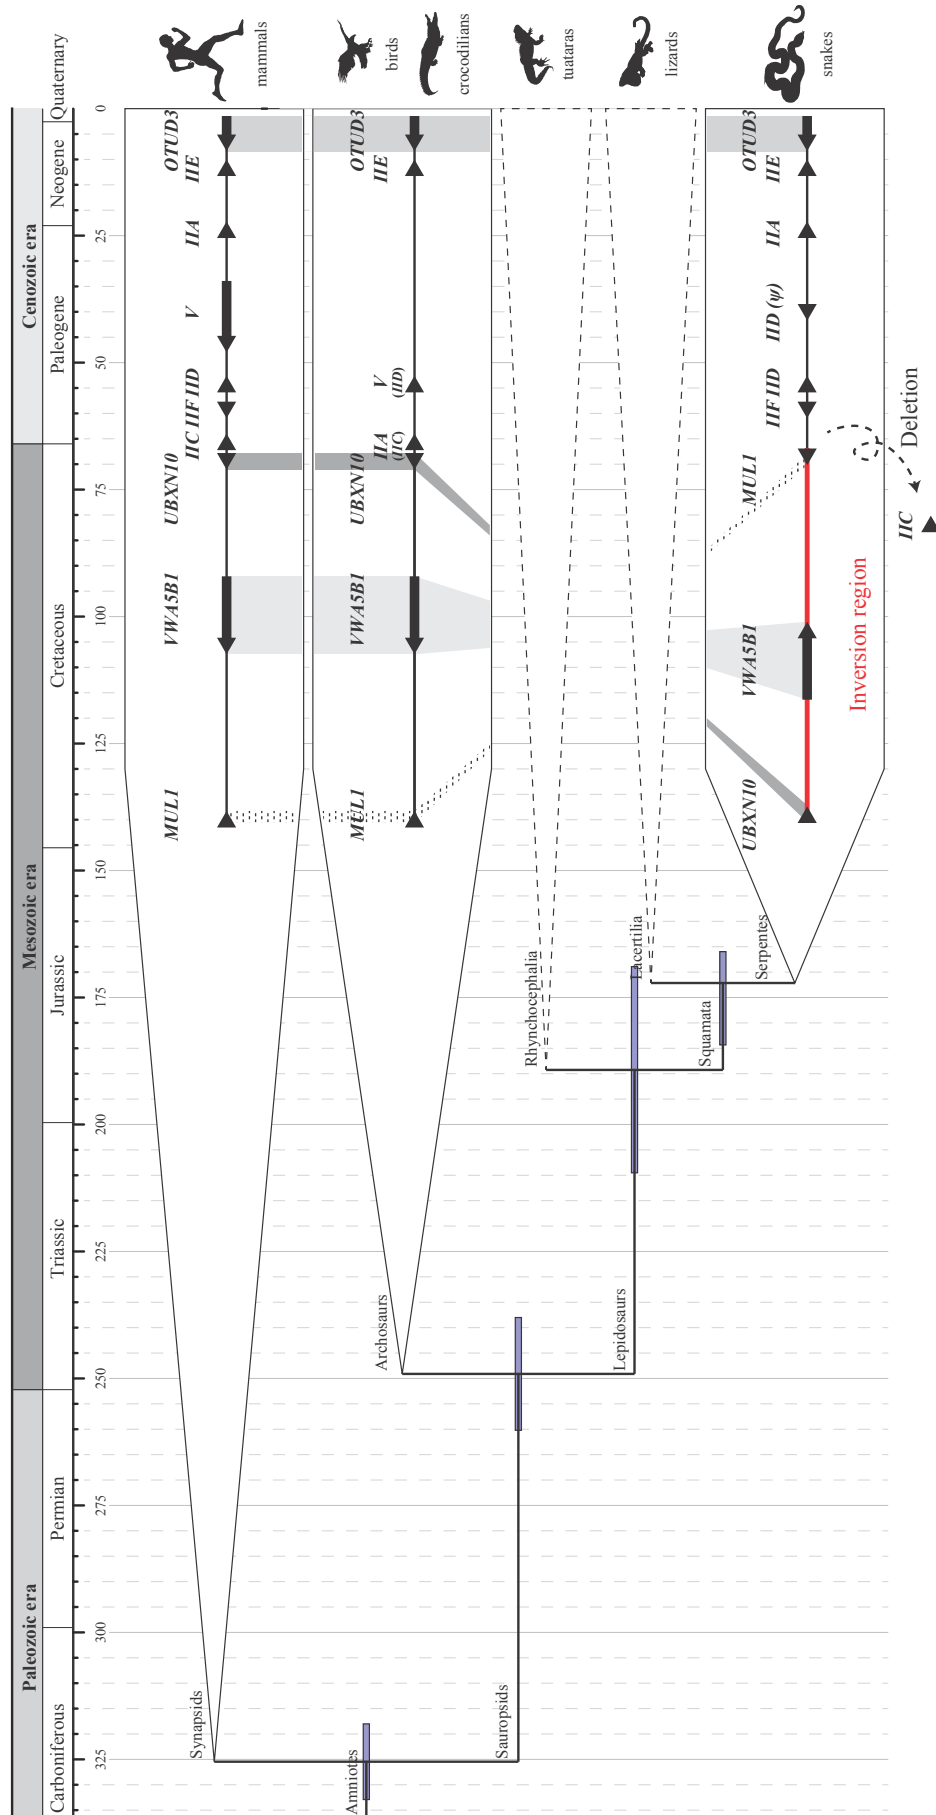 Paleozoic era
Mesozoic era
Cenozoic era
Carboniferous
Permian
Triassic
Jurassic
Cretaceous
Paleogene
Neogene
Quaternary
325
300
275
250
225
200
175
150
125
100
75
50
25
0
MUL1
VWA5B1
UBXN10
IIC
IIF
IID
V
IIA
IIE
OTUD3
mammals
MUL1
VWA5B1
UBXN10
IIA
(IIC)
V
(IID)
IIE
OTUD3
birds
crocodilians
tuataras
lizards
UBXN10
VWA5B1
MUL1
IIF
IID
IID (ψ)
IIA
IIE
OTUD3
snakes
Inversion region
IIC
Deletion
Synapsids
Amniotes
Sauropsids
Archosaurs
Lepidosaurs
Rhynchocephalia
Lacertilia
Squamata
Serpentes